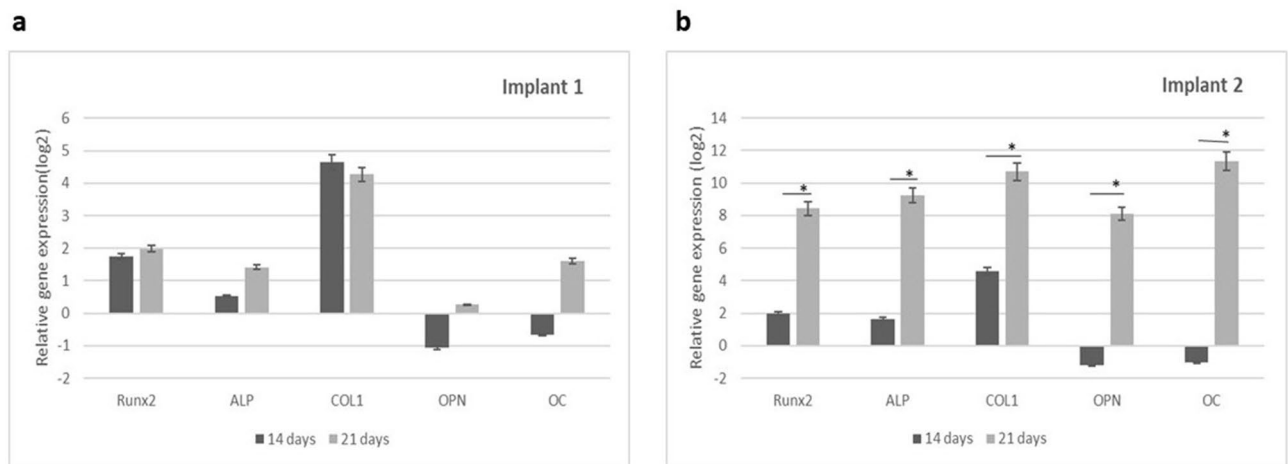 a
Implant 1
Relative gene expression(log2)
6
5
4
3
2
1
0
-1
-2
Runx2 ALP COL1 OPN OC
14 days 21 days
b
Implant 2
Relative gene expression (log2)
14
12
10
8
6
4
2
0
-2
* * * * *
Runx2 ALP COL1 OPN OC
14 days 21 days